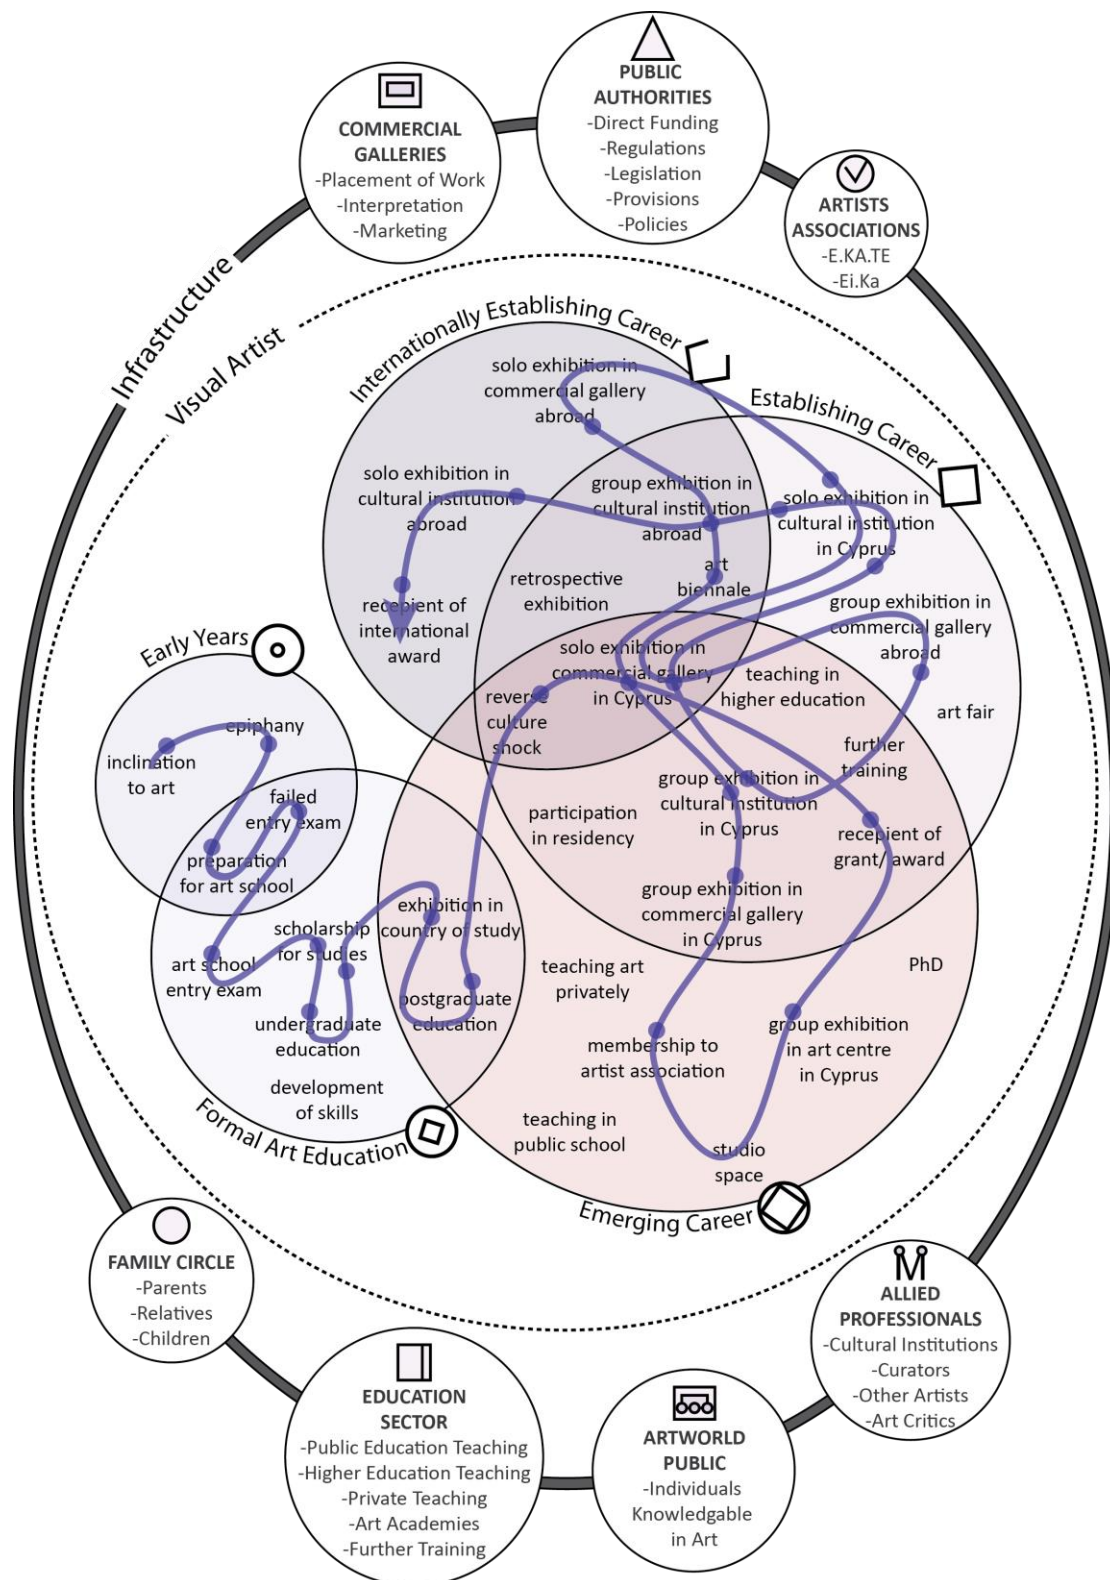 PUBLIC
AUTHORITIES
-Direct Funding
-Regulations
-Legislation
-Provisions
-Policies
COMMERCIAL
GALLERIES
-Placement of Work
-Interpretation
-Marketing
ARTISTS
ASSOCIATIONS
-E.KA.TE
-Ei.Ka
Infrastructure
Visual Artist
Internationally Establishing Career
solo exhibition in
commercial gallery
abroad
solo exhibition in
cultural institution
abroad
recepient of
international
award
Establishing Career
group exhibition in
cultural institution
abroad
art
biennale
retrospective
exhibition
solo exhibition in
cultural institution
in Cyprus
group exhibition in
commercial gallery
abroad
art fair
solo exhibition in
commercial gallery
in Cyprus
reverse
culture
shock
teaching in
higher education
further
training
group exhibition in
cultural institution
in Cyprus
participation
in residency
recepient of
grant/award
group exhibition in
commercial gallery
in Cyprus
Early Years
inclination
to art
epiphany
failed
entry exam
preparation
for art school
art school
entry exam
scholarship
for studies
undergraduate
education
development
of skills
Formal Art Education
exhibition in
country of study
postgraduate
education
teaching art
privately
PhD
membership to
artist association
group exhibition
in art centre
in Cyprus
teaching in
public school
studio
space
Emerging Career
FAMILY CIRCLE
-Parents
-Relatives
-Children
EDUCATION
SECTOR
-Public Education Teaching
-Higher Education Teaching
-Private Teaching
-Art Academies
-Further Training
ARTWORLD
PUBLIC
-Individuals
Knowledgable
in Art
ALLIED
PROFESSIONALS
-Cultural Institutions
-Curators
-Other Artists
-Art Critics